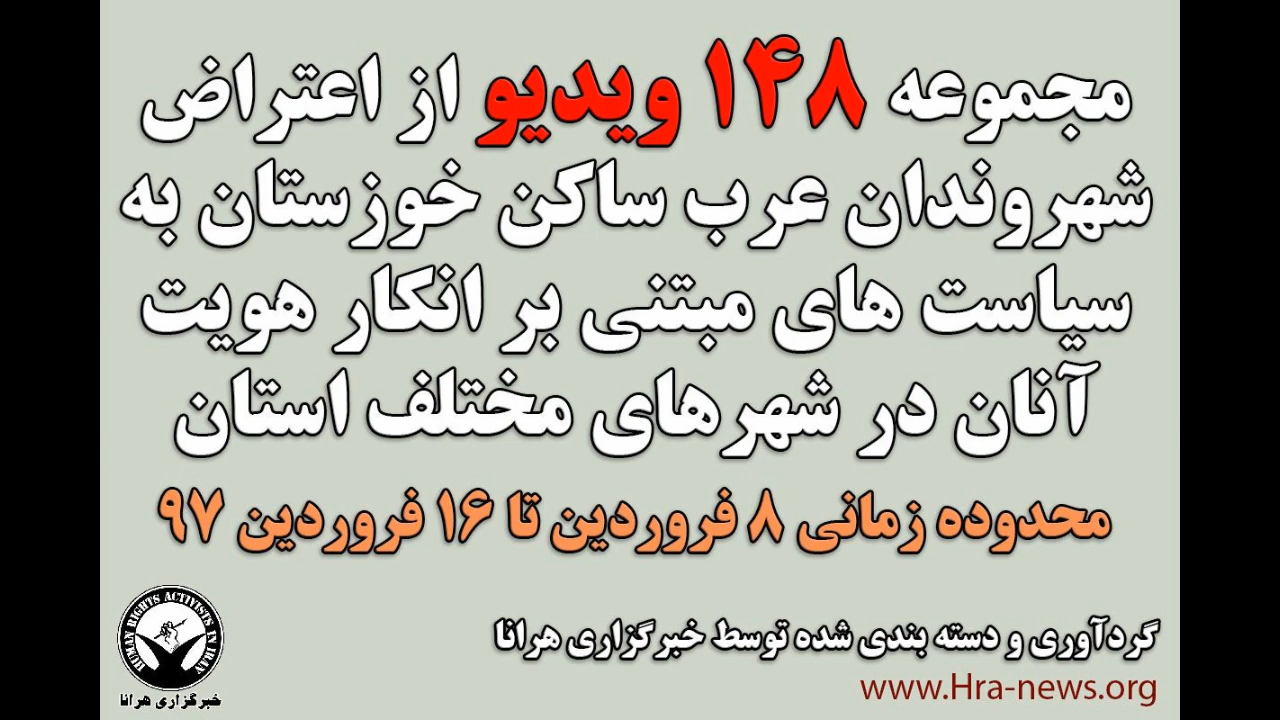 مجموعه ۱۴۸ ویدیو از اعتراض
شهروندان عرب ساکن خوزستان به
سیاست های مبتنی بر انکار هویت
آنان در شهرهای مختلف استان
محدوده زمانی ۸ فروردین تا ۱۶ فروردین ۹۷
گردآوری و دسته بندی شده توسط خبرگزاری هرانا
www.Hra-news.org
HUMAN RIGHTS ACTIVISTS IN IRAN
خبرگزاری هرانا